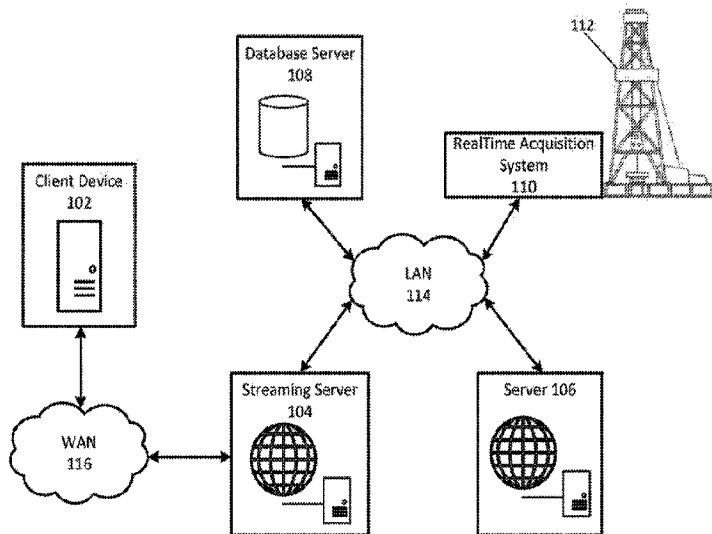 112
Database Server
108
RealTime Acquisition
System
110
Client Device
102
LAN
114
Streaming Server
104
Server 106
WAN
116